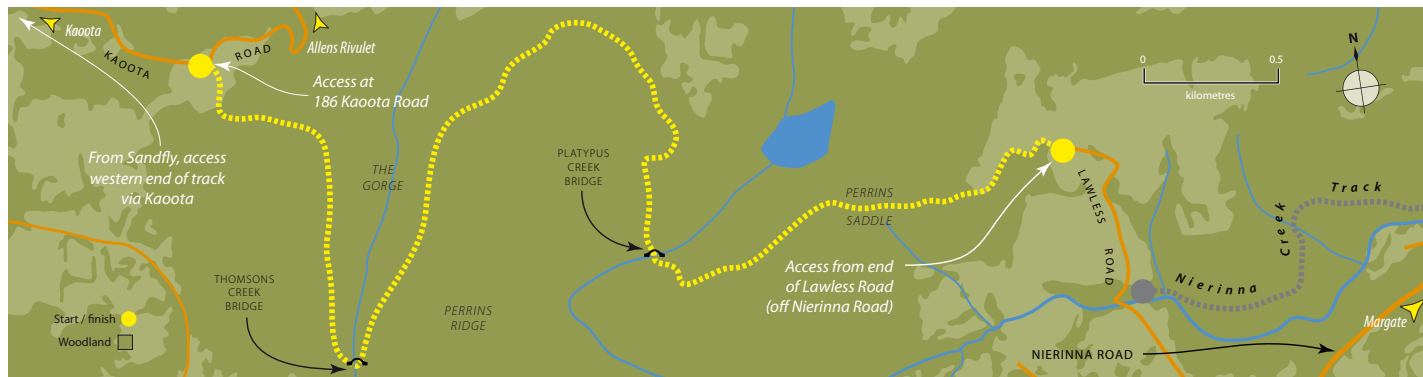 Kaoota
KAOOTA
ROAD
Allens Rivulet
Access at
186 Kaoota Road
From Sandfly, access
western end of track
via Kaoota
THE
GORGE
THOMSONS
CREEK
BRIDGE
Start / finish
Woodland
PERRINS
RIDGE
PLATYPUS
CREEK
BRIDGE
PERRINS
SADDLE
Access from end
of Lawless Road
(off Nierinna Road)
LAWLESS
ROAD
0
0.5
kilometres
N
Nierinna
Creek
Track
Margate
NIERINNA ROAD